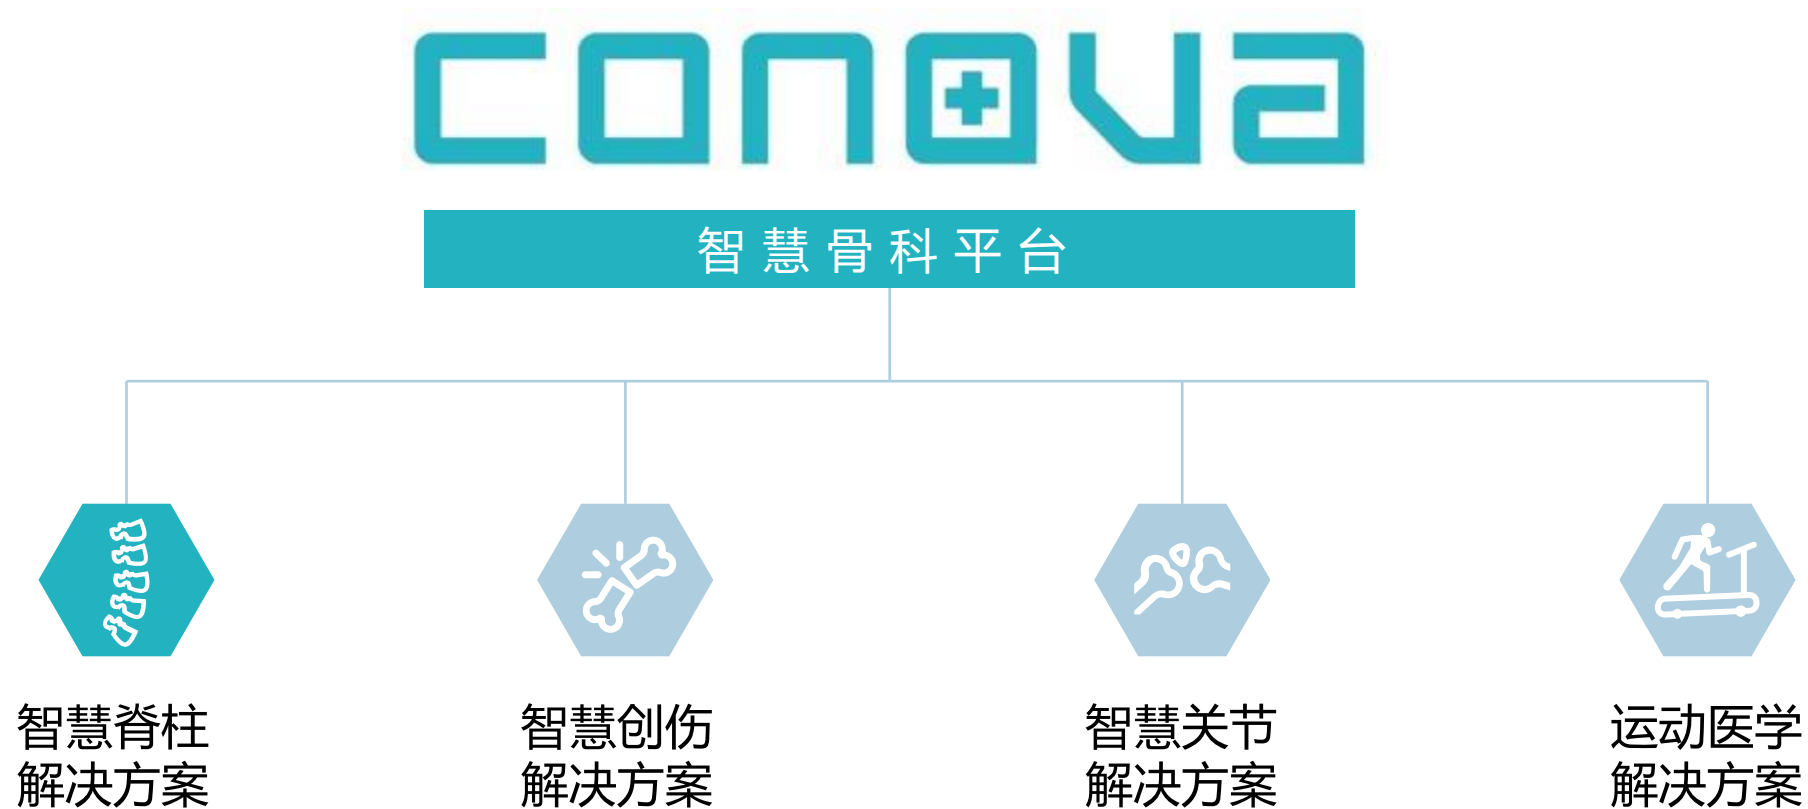 conova
智慧骨科平台
智慧脊柱
解决方案
智慧创伤
解决方案
智慧关节
解决方案
运动医学
解决方案